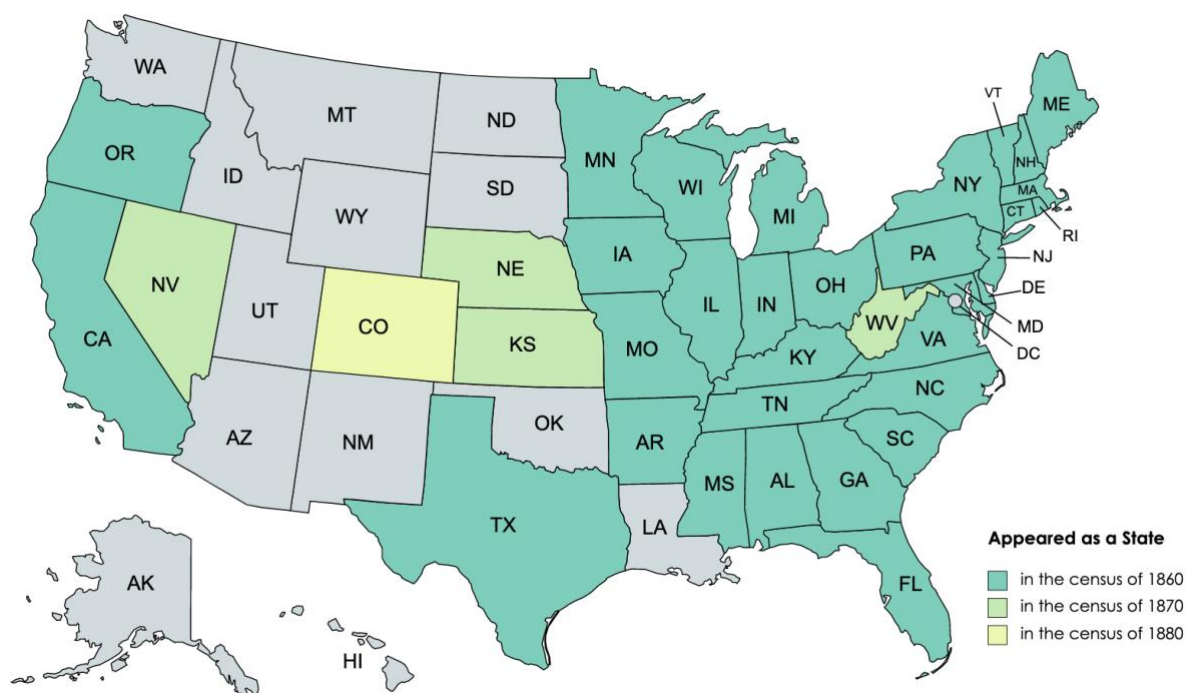 WA
MT
ND
MN
OR
ID
SD
WI
MI
VT
ME
NH
NY
MA
CT
RI
WY
IA
NE
PA
NJ
NV
UT
CO
IL
IN
OH
DE
CA
KS
MO
WV
VA
MD
DC
KY
NC
TN
AZ
NM
OK
AR
SC
MS
AL
GA
TX
LA
FL
AK
HI
Appeared as a State
in the census of 1860
in the census of 1870
in the census of 1880